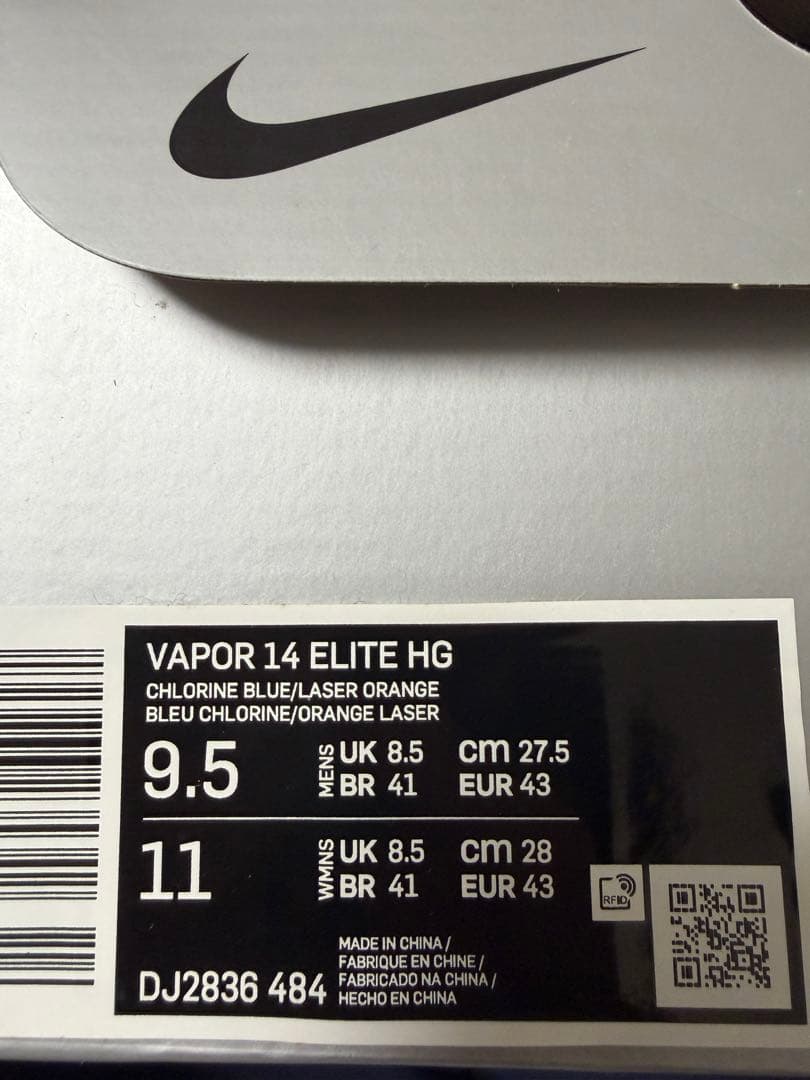 VAPOR 14 ELITE HG
CHLORINE BLUE/LASER ORANGE
BLEU CHLORINE/ORANGE LASER
9.5 MENS UK 8.5 cm 27.5
BR 41 EUR 43
11 WMNS UK 8.5 cm 28
BR 41 EUR 43
RFID
DJ2836 484
MADE IN CHINA /
FABRIQUE EN CHINE /
FABRICADO NA CHINA /
HECHO EN CHINA